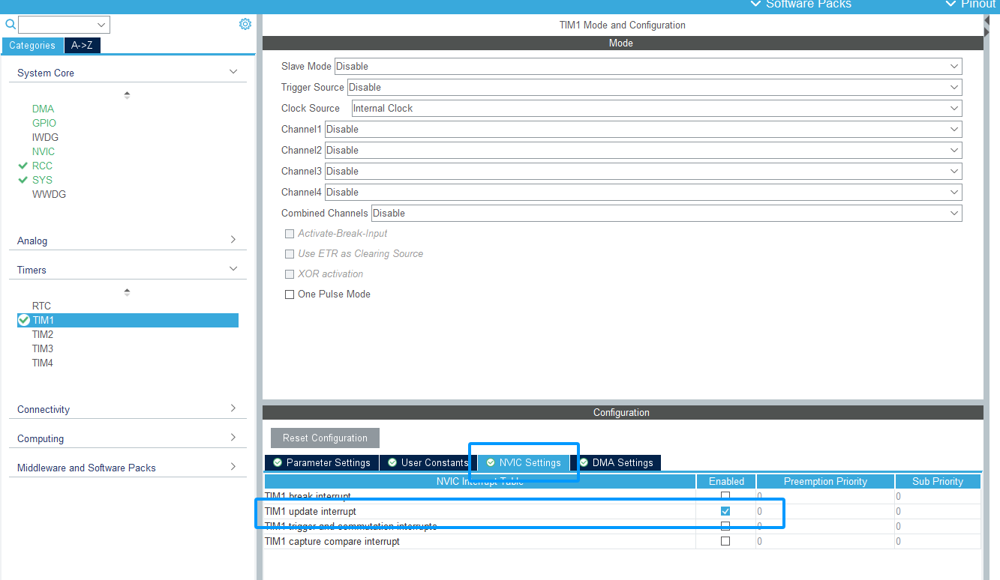 Software Packs
Pinout
Categories
A->Z
System Core
DMA
GPIO
IWDG
NVIC
RCC
SYS
WWDG
Analog
Timers
RTC
TIM1
TIM2
TIM3
TIM4
Connectivity
Computing
Middleware and Software Packs
TIM1 Mode and Configuration
Mode
Slave Mode Disable
Trigger Source Disable
Clock Source Internal Clock
Channel1 Disable
Channel2 Disable
Channel3 Disable
Channel4 Disable
Combined Channels Disable
Activate-Break-Input
Use ETR as Clearing Source
XOR activation
One Pulse Mode
Configuration
Reset Configuration
Parameter Settings User Constants NVIC Settings DMA Settings
NVIC Interrupt Table Enabled Preemption Priority Sub Priority
TIM1 break interrupt 0 0
TIM1 update interrupt 0 0
TIM1 trigger and commutation interrupts 0 0
TIM1 capture compare interrupt 0 0